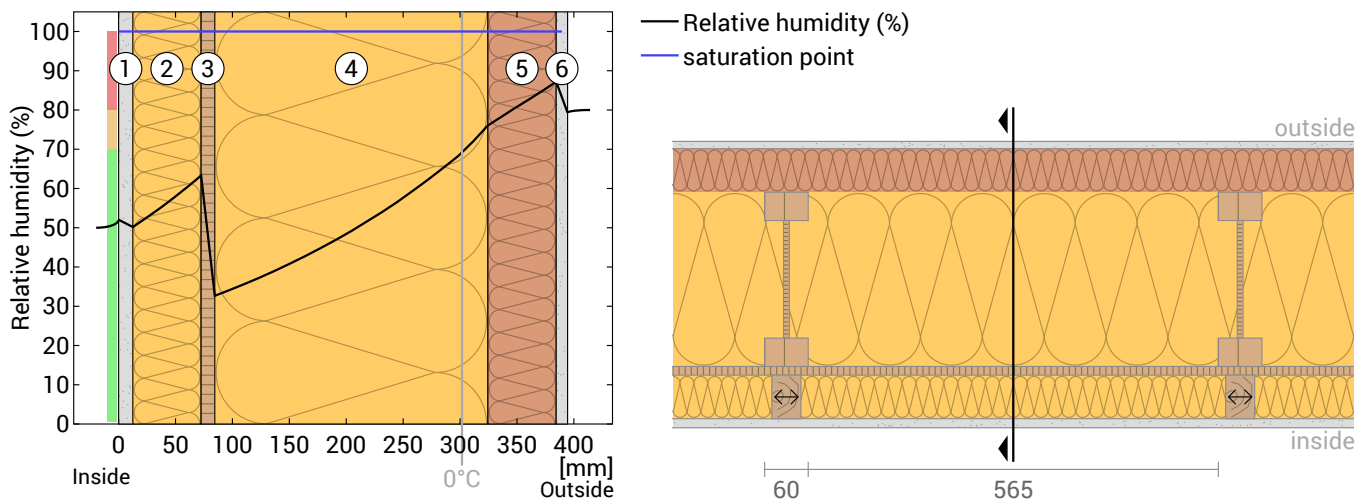 Relative humidity (%)
100
90
80
70
60
50
40
30
20
10
0
1 2 3 4 5 6
0 50 100 150 200 250 300 350 400
[mm]
Inside
0°C
Outside
Relative humidity (%)
saturation point
outside
inside
60 565